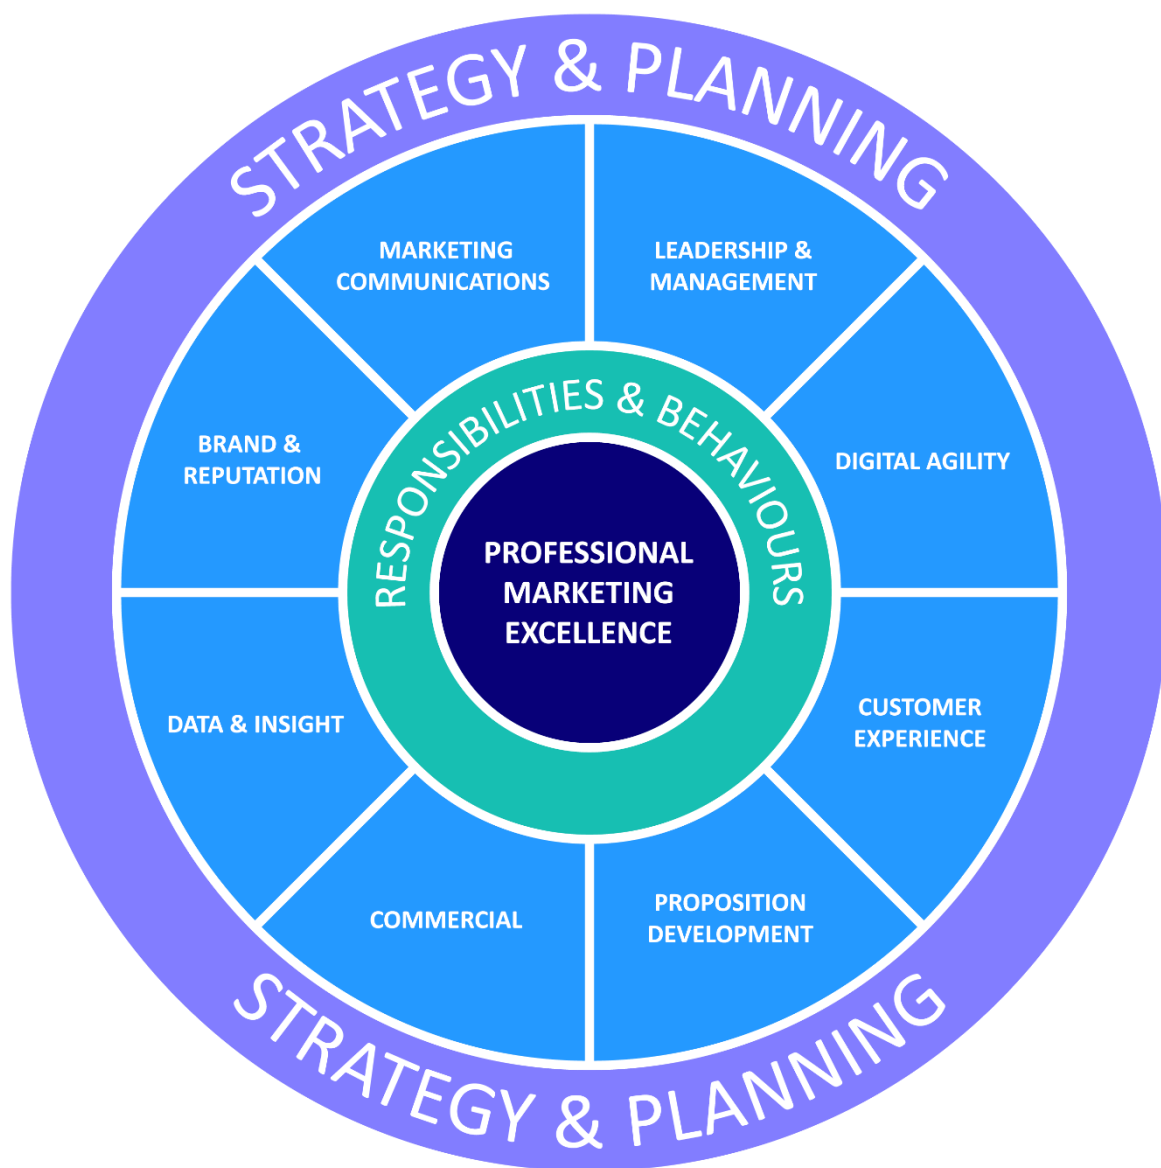 STRATEGY & PLANNING
MARKETING
COMMUNICATIONS
LEADERSHIP &
MANAGEMENT
DIGITAL AGILITY
CUSTOMER
EXPERIENCE
PROPOSITION
DEVELOPMENT
COMMERCIAL
DATA & INSIGHT
BRAND &
REPUTATION
RESPONSIBILITIES & BEHAVIOURS
PROFESSIONAL
MARKETING
EXCELLENCE
STRATEGY & PLANNING